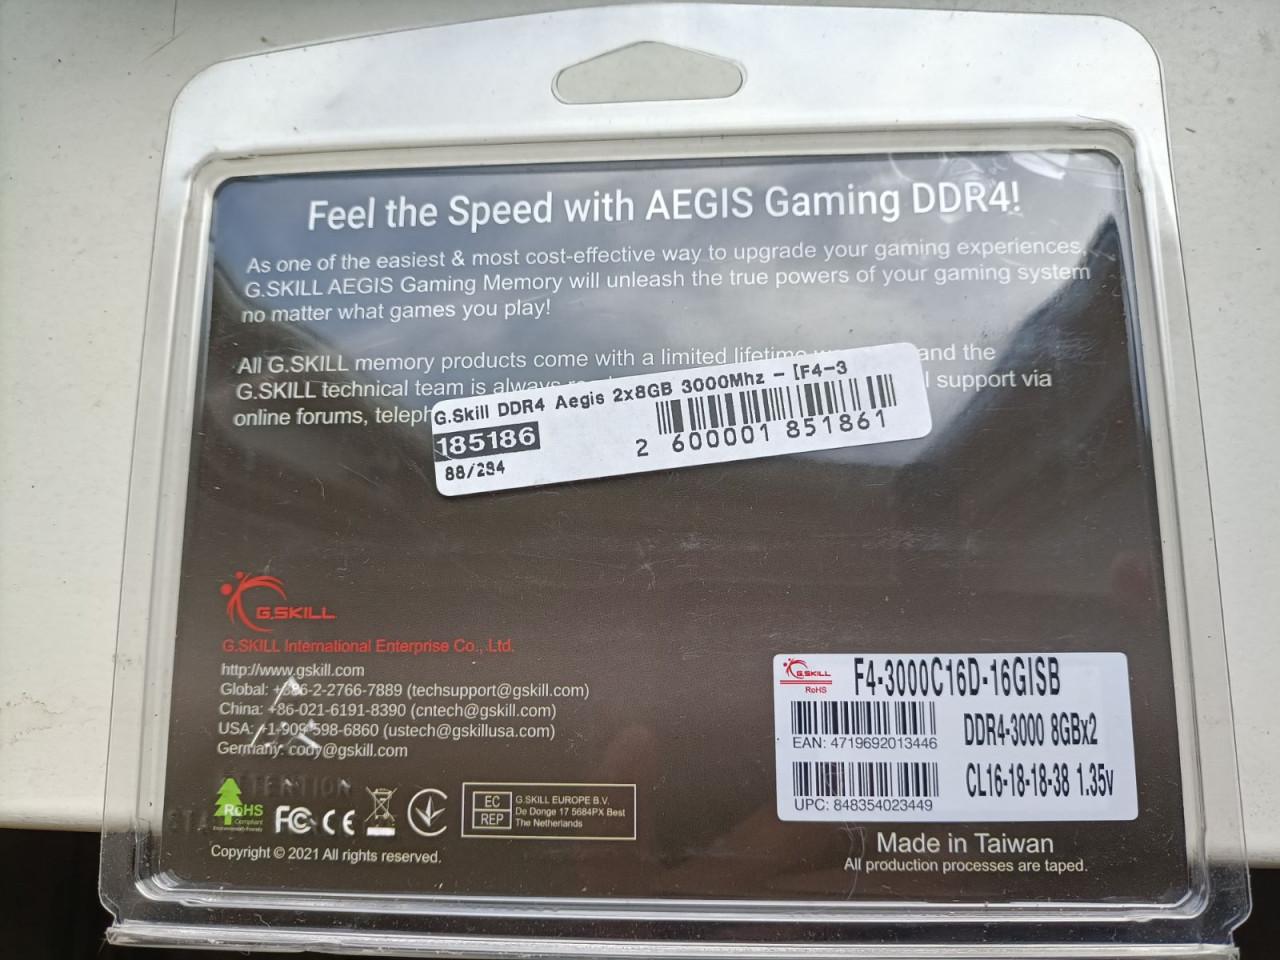 Feel the Speed with AEGIS Gaming DDR4!
As one of the easiest & most cost-effective way to upgrade your gaming experiences,
G.SKILL AEGIS Gaming Memory will unleash the true powers of your gaming system
no matter what games you play!
All G.SKILL memory products come with a limited lifetime and the
G.SKILL technical team is always support via
online forums,
G.Skill DDR4 Aegis 2x8GB 3000Mhz - [F4-3
185186
2 600001 851861
88/294
G.SKILL
G.SKILL International Enterprise Co., Ltd.
http://www.gskill.com
Global: +886-2-2766-7889 (techsupport@gskill.com)
China: +86-021-6191-8390 (cntech@gskill.com)
USA: +1-909-598-6860 (ustech@gskillusa.com)
Germany: cody@gskill.com
RoHS
Compliant
Environmentally-friendly
FC CE
EC REP
G.SKILL EUROPE B.V.
De Donge 17 5684PX Best
The Netherlands
Copyright © 2021 All rights reserved.
G.SKILL
RoHS
F4-3000C16D-16GISB
EAN: 4719692013446
DDR4-3000 8GBx2
UPC: 848354023449
CL16-18-18-38 1.35v
Made in Taiwan
All production processes are taped.